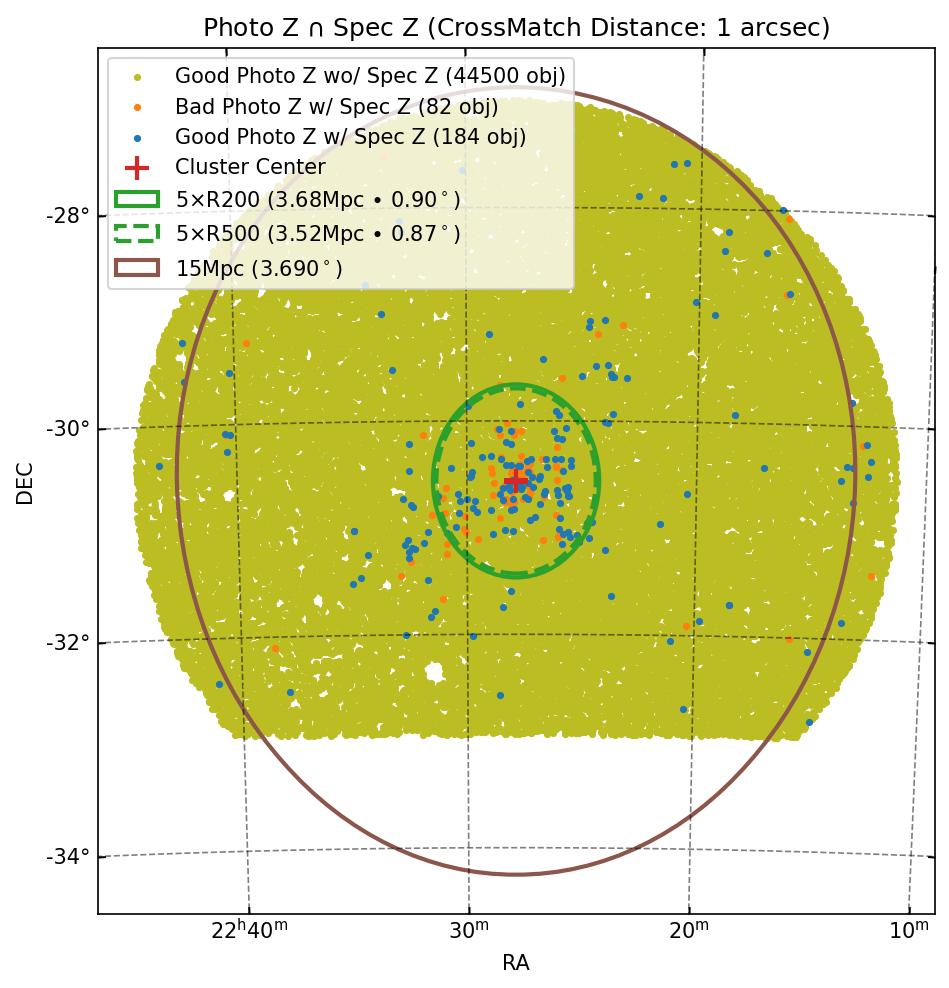 Photo Z ∩ Spec Z (CrossMatch Distance: 1 arcsec)
Good Photo Z wo/ Spec Z (44500 obj)
Bad Photo Z w/ Spec Z (82 obj)
Good Photo Z w/ Spec Z (184 obj)
Cluster Center
5×R200 (3.68Mpc • 0.90°)
5×R500 (3.52Mpc • 0.87°)
15Mpc (3.690°)
-28°
-30°
-32°
-34°
DEC
22ʰ40ᵐ 30ᵐ 20ᵐ 10ᵐ
RA